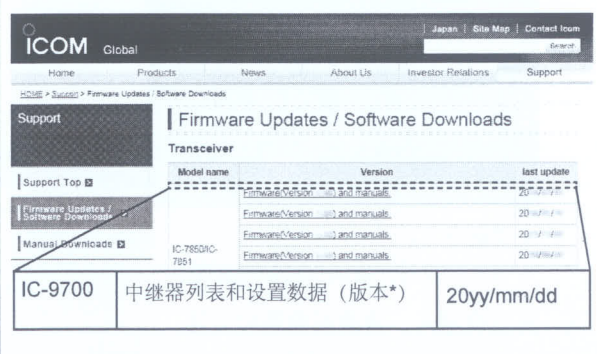 ICOM Global
Japan | Site Map | Contact Icom
Search
Home Products News About Us Investor Relations Support
HOME > Support > Firmware Updates / Software Downloads
Support
Firmware Updates / Software Downloads
Transceiver
Model name Version last update
Support Top
Firmware Updates /
Software Downloads
Manual Downloads
Firmware(Version ) and manuals. 20
Firmware(Version ) and manuals. 20
Firmware(Version ) and manuals. 20
IC-7850/IC-
7851
Firmware(Version ) and manuals. 20
IC-9700 中继器列表和设置数据（版本*） 20yy/mm/dd